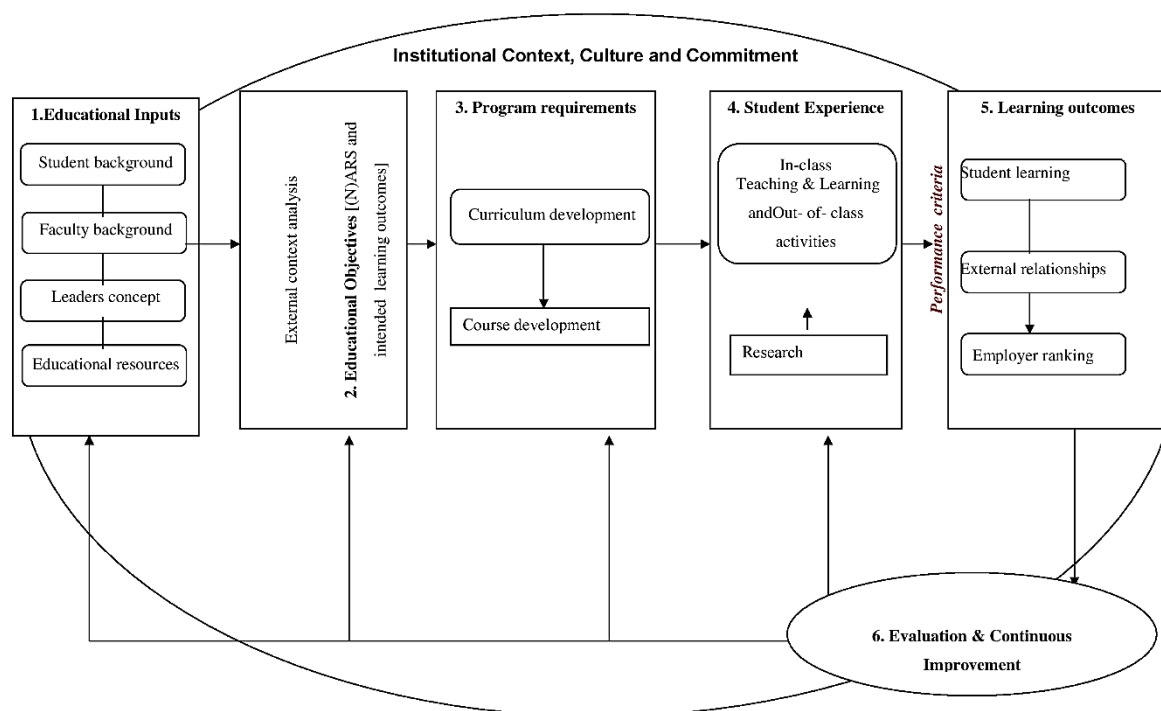 Institutional Context, Culture and Commitment
1.Educational Inputs
Student background
Faculty background
Leaders concept
Educational resources
External context analysis
2. Educational Objectives [(N)ARS and
intended learning outcomes]
3. Program requirements
Curriculum development
Course development
4. Student Experience
In-class
Teaching & Learning
andOut- of- class
activities
Research
Performance criteria
5. Learning outcomes
Student learning
External relationships
Employer ranking
6. Evaluation & Continuous
Improvement